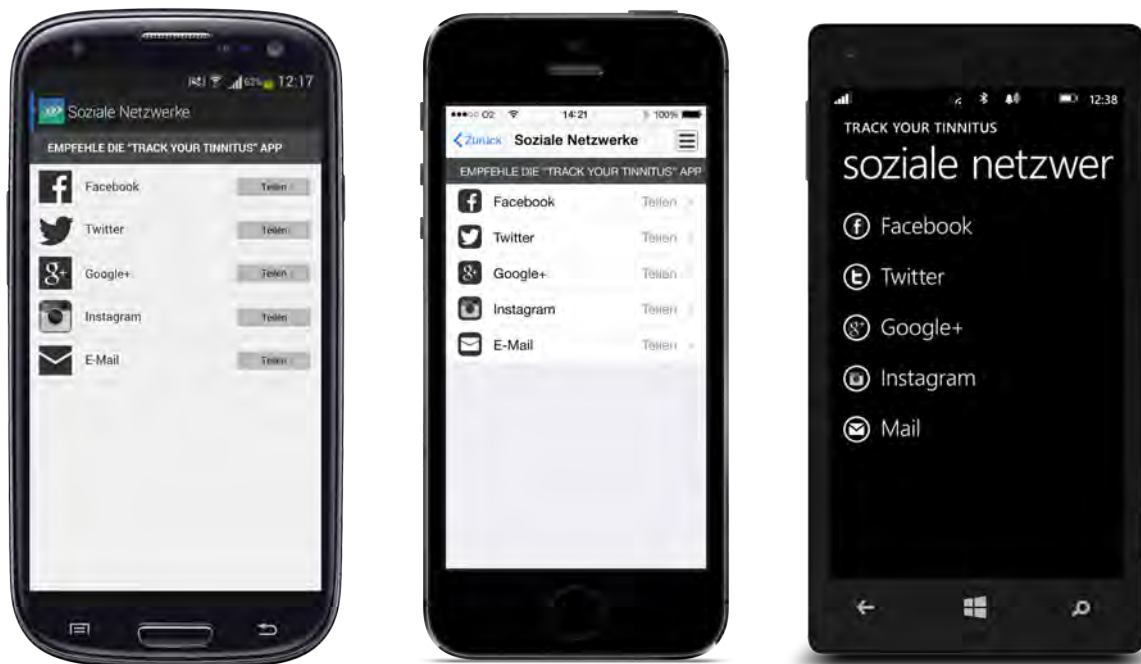 62% 12:17
Soziale Netzwerke
EMPFEHLE DIE "TRACK YOUR TINNITUS" APP
Facebook Teilen
Twitter Teilen
Google+ Teilen
Instagram Teilen
E-Mail Teilen
O2 14:21 100%
Zurück Soziale Netzwerke
EMPFEHLE DIE "TRACK YOUR TINNITUS" APP
Facebook Teilen
Twitter Teilen
Google+ Teilen
Instagram Teilen
E-Mail Teilen
12:38
TRACK YOUR TINNITUS
soziale netzwer
Facebook
Twitter
Google+
Instagram
Mail